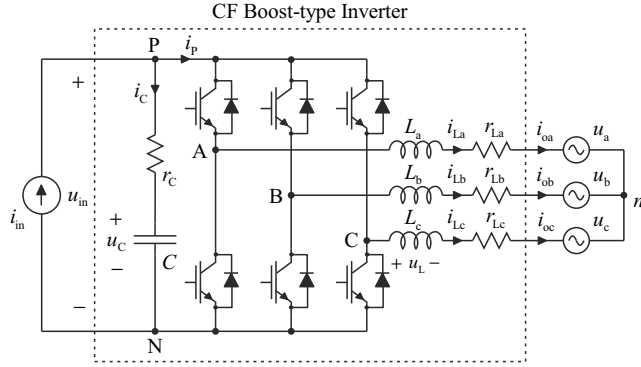 CF Boost-type Inverter
P
i_P
+
i_C
A
L_a
i_La
r_La
i_oa
u_a
r_C
i_in
u_in
L_b
i_Lb
r_Lb
i_ob
u_b
n
B
+
u_C
C
−
L_c
i_Lc
r_Lc
i_oc
u_c
C
+ u_L −
−
N